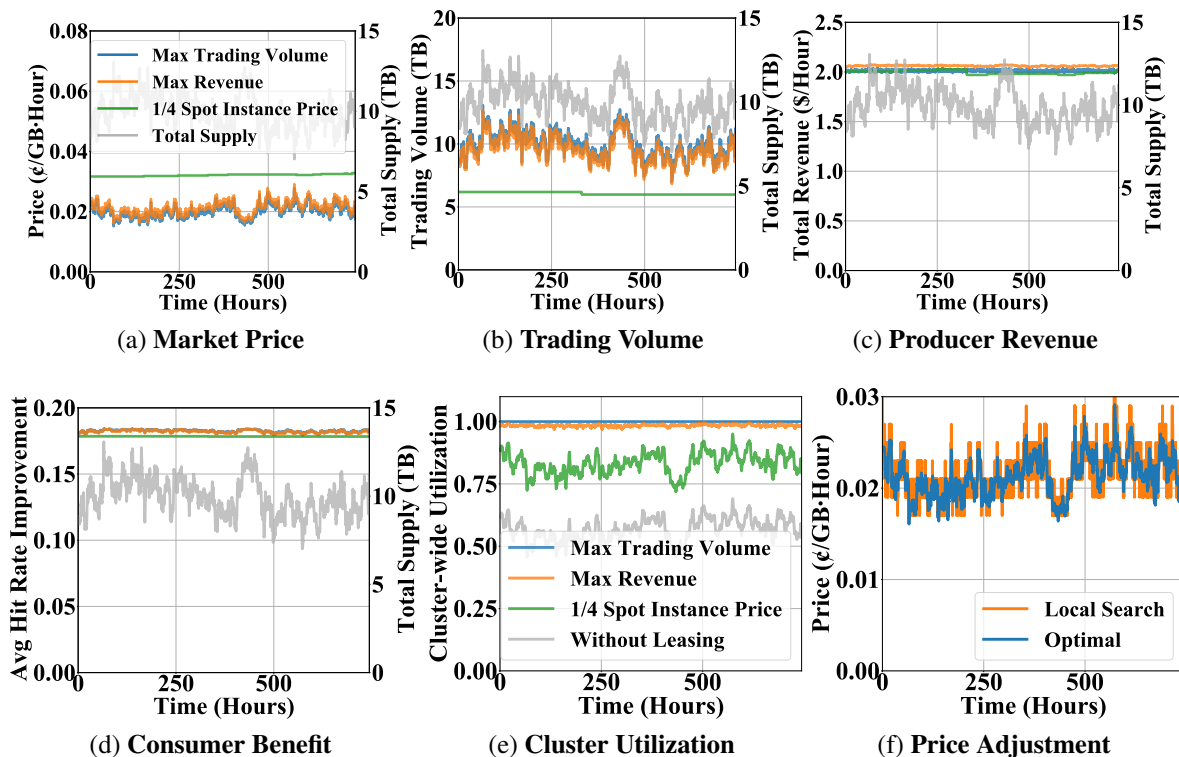 0.08
0.06
0.04
0.02
0.00
Price (¢/GB·Hour)
Max Trading Volume
Max Revenue
1/4 Spot Instance Price
Total Supply
15
10
5
0
Total Supply (TB)
0 250 500
Time (Hours)
(a) Market Price
20
15
10
5
0
Trading Volume (TB)
15
10
5
0
Total Supply (TB)
0 250 500
Time (Hours)
(b) Trading Volume
2.5
2.0
1.5
1.0
0.5
0.0
Total Revenue ($/Hour)
15
10
5
0
Total Supply (TB)
0 250 500
Time (Hours)
(c) Producer Revenue
0.20
0.15
0.10
0.05
0.00
Avg Hit Rate Improvement
15
10
5
0
Total Supply (TB)
0 250 500
Time (Hours)
(d) Consumer Benefit
1.00
0.75
0.50
0.25
0.00
Cluster-wide Utilization
Max Trading Volume
Max Revenue
1/4 Spot Instance Price
Without Leasing
0 250 500
Time (Hours)
(e) Cluster Utilization
0.03
0.02
0.01
0.00
Price (¢/GB·Hour)
Local Search
Optimal
0 250 500
Time (Hours)
(f) Price Adjustment